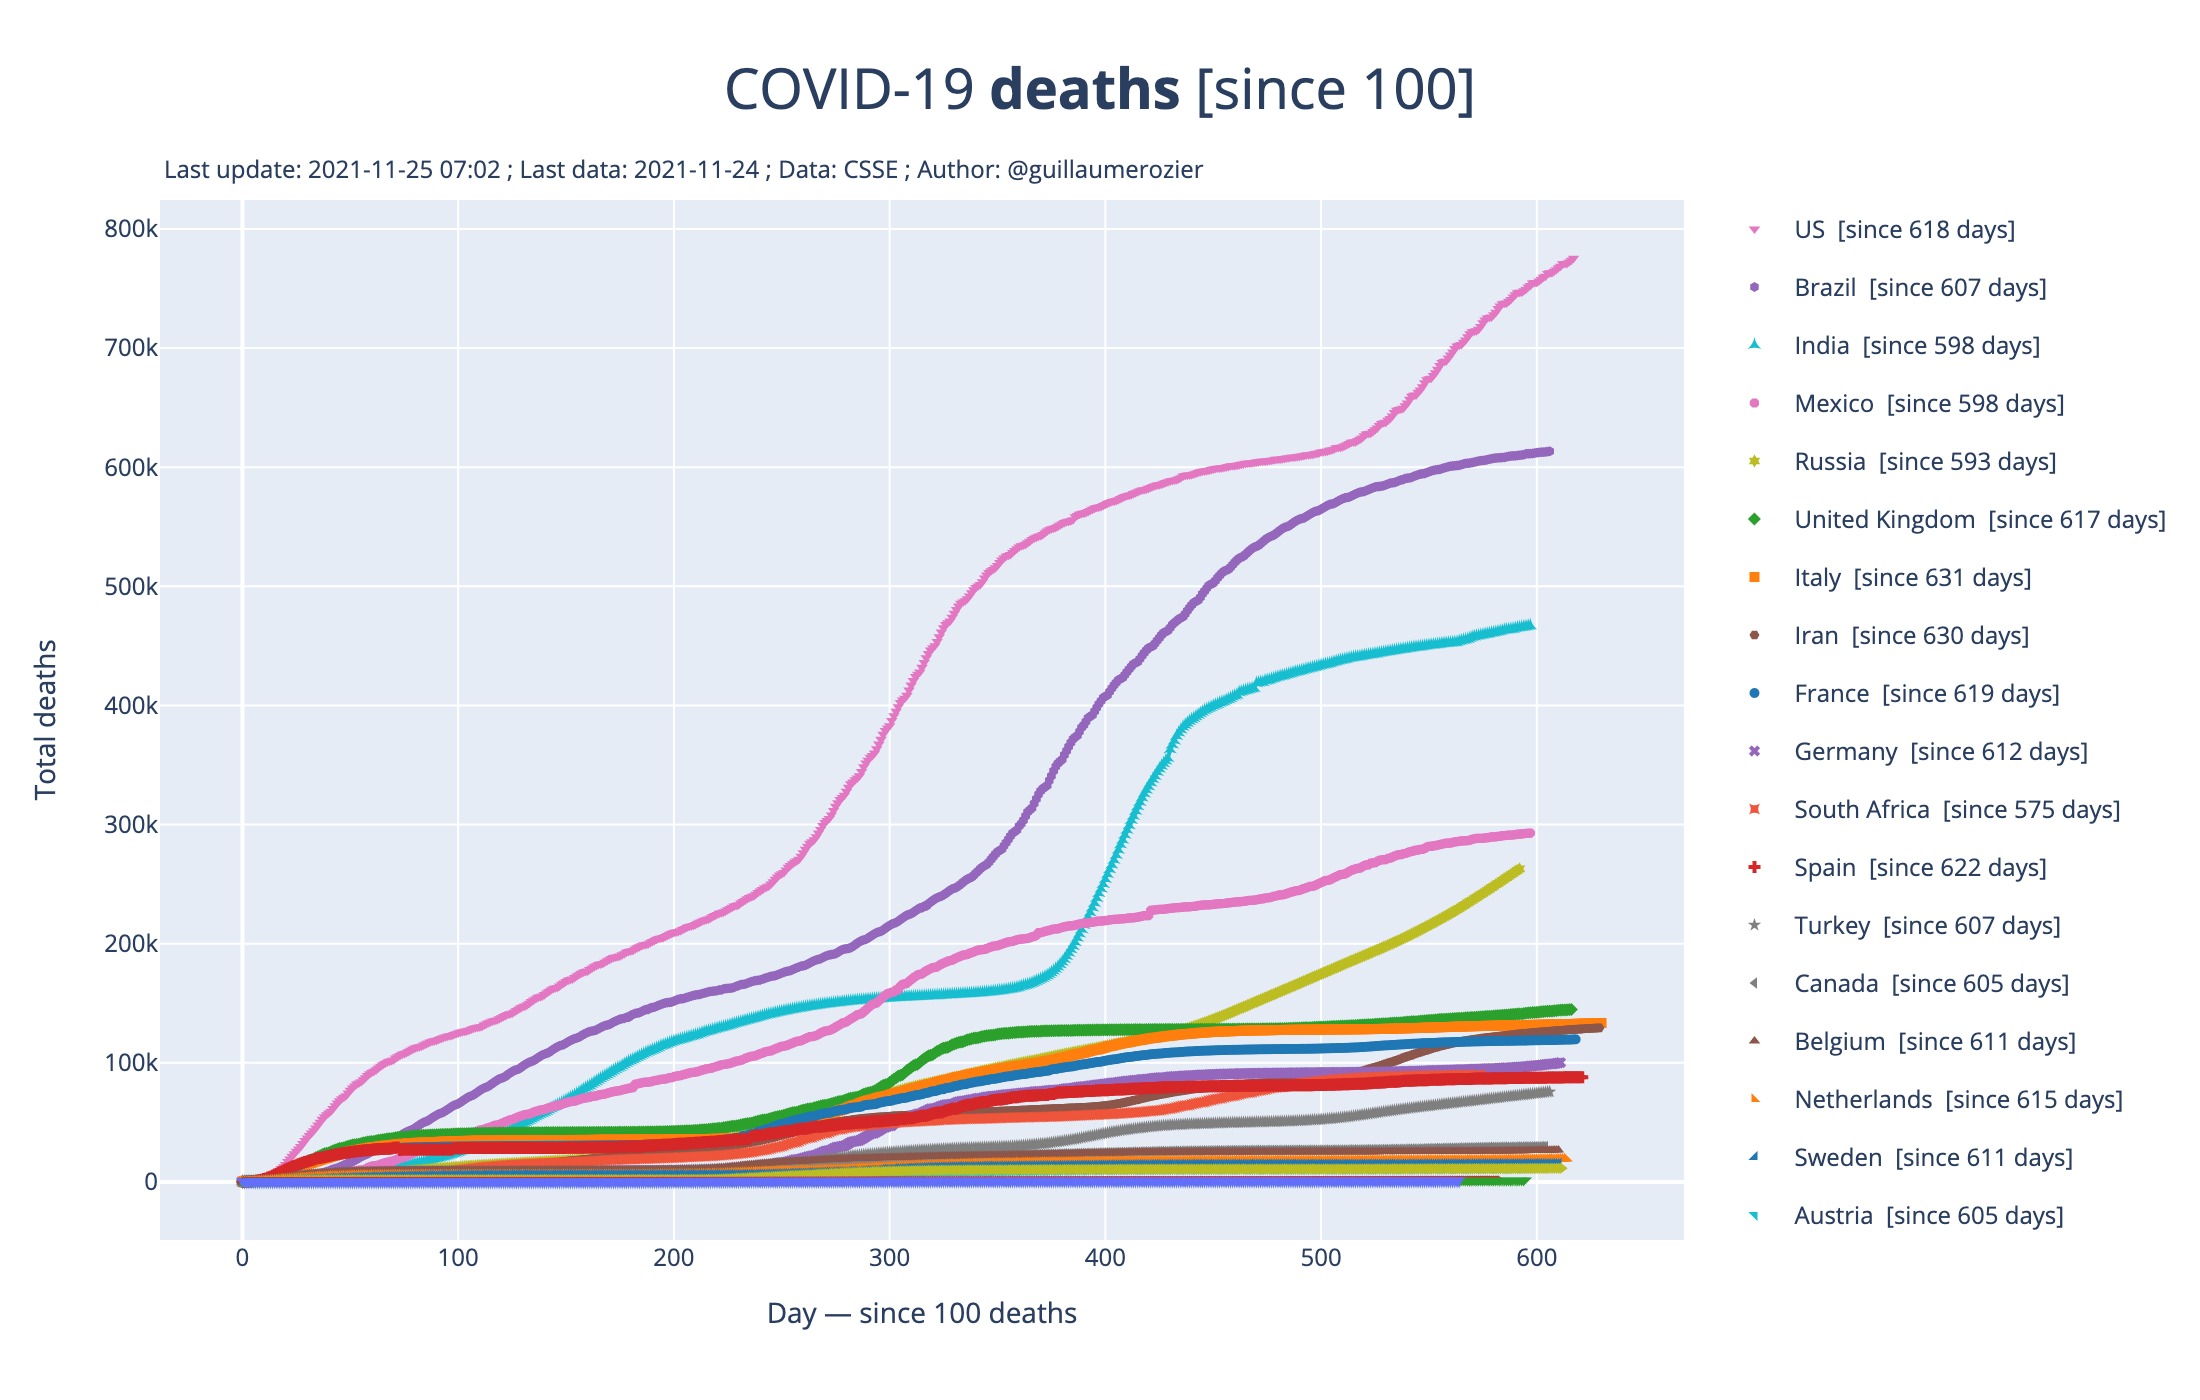 COVID-19 deaths [since 100]
Last update: 2021-11-25 07:02 ; Last data: 2021-11-24 ; Data: CSSE ; Author: @guillaumerozier
Total deaths
800k
700k
600k
500k
400k
300k
200k
100k
0
0 100 200 300 400 500 600
Day — since 100 deaths
US [since 618 days]
Brazil [since 607 days]
India [since 598 days]
Mexico [since 598 days]
Russia [since 593 days]
United Kingdom [since 617 days]
Italy [since 631 days]
Iran [since 630 days]
France [since 619 days]
Germany [since 612 days]
South Africa [since 575 days]
Spain [since 622 days]
Turkey [since 607 days]
Canada [since 605 days]
Belgium [since 611 days]
Netherlands [since 615 days]
Sweden [since 611 days]
Austria [since 605 days]